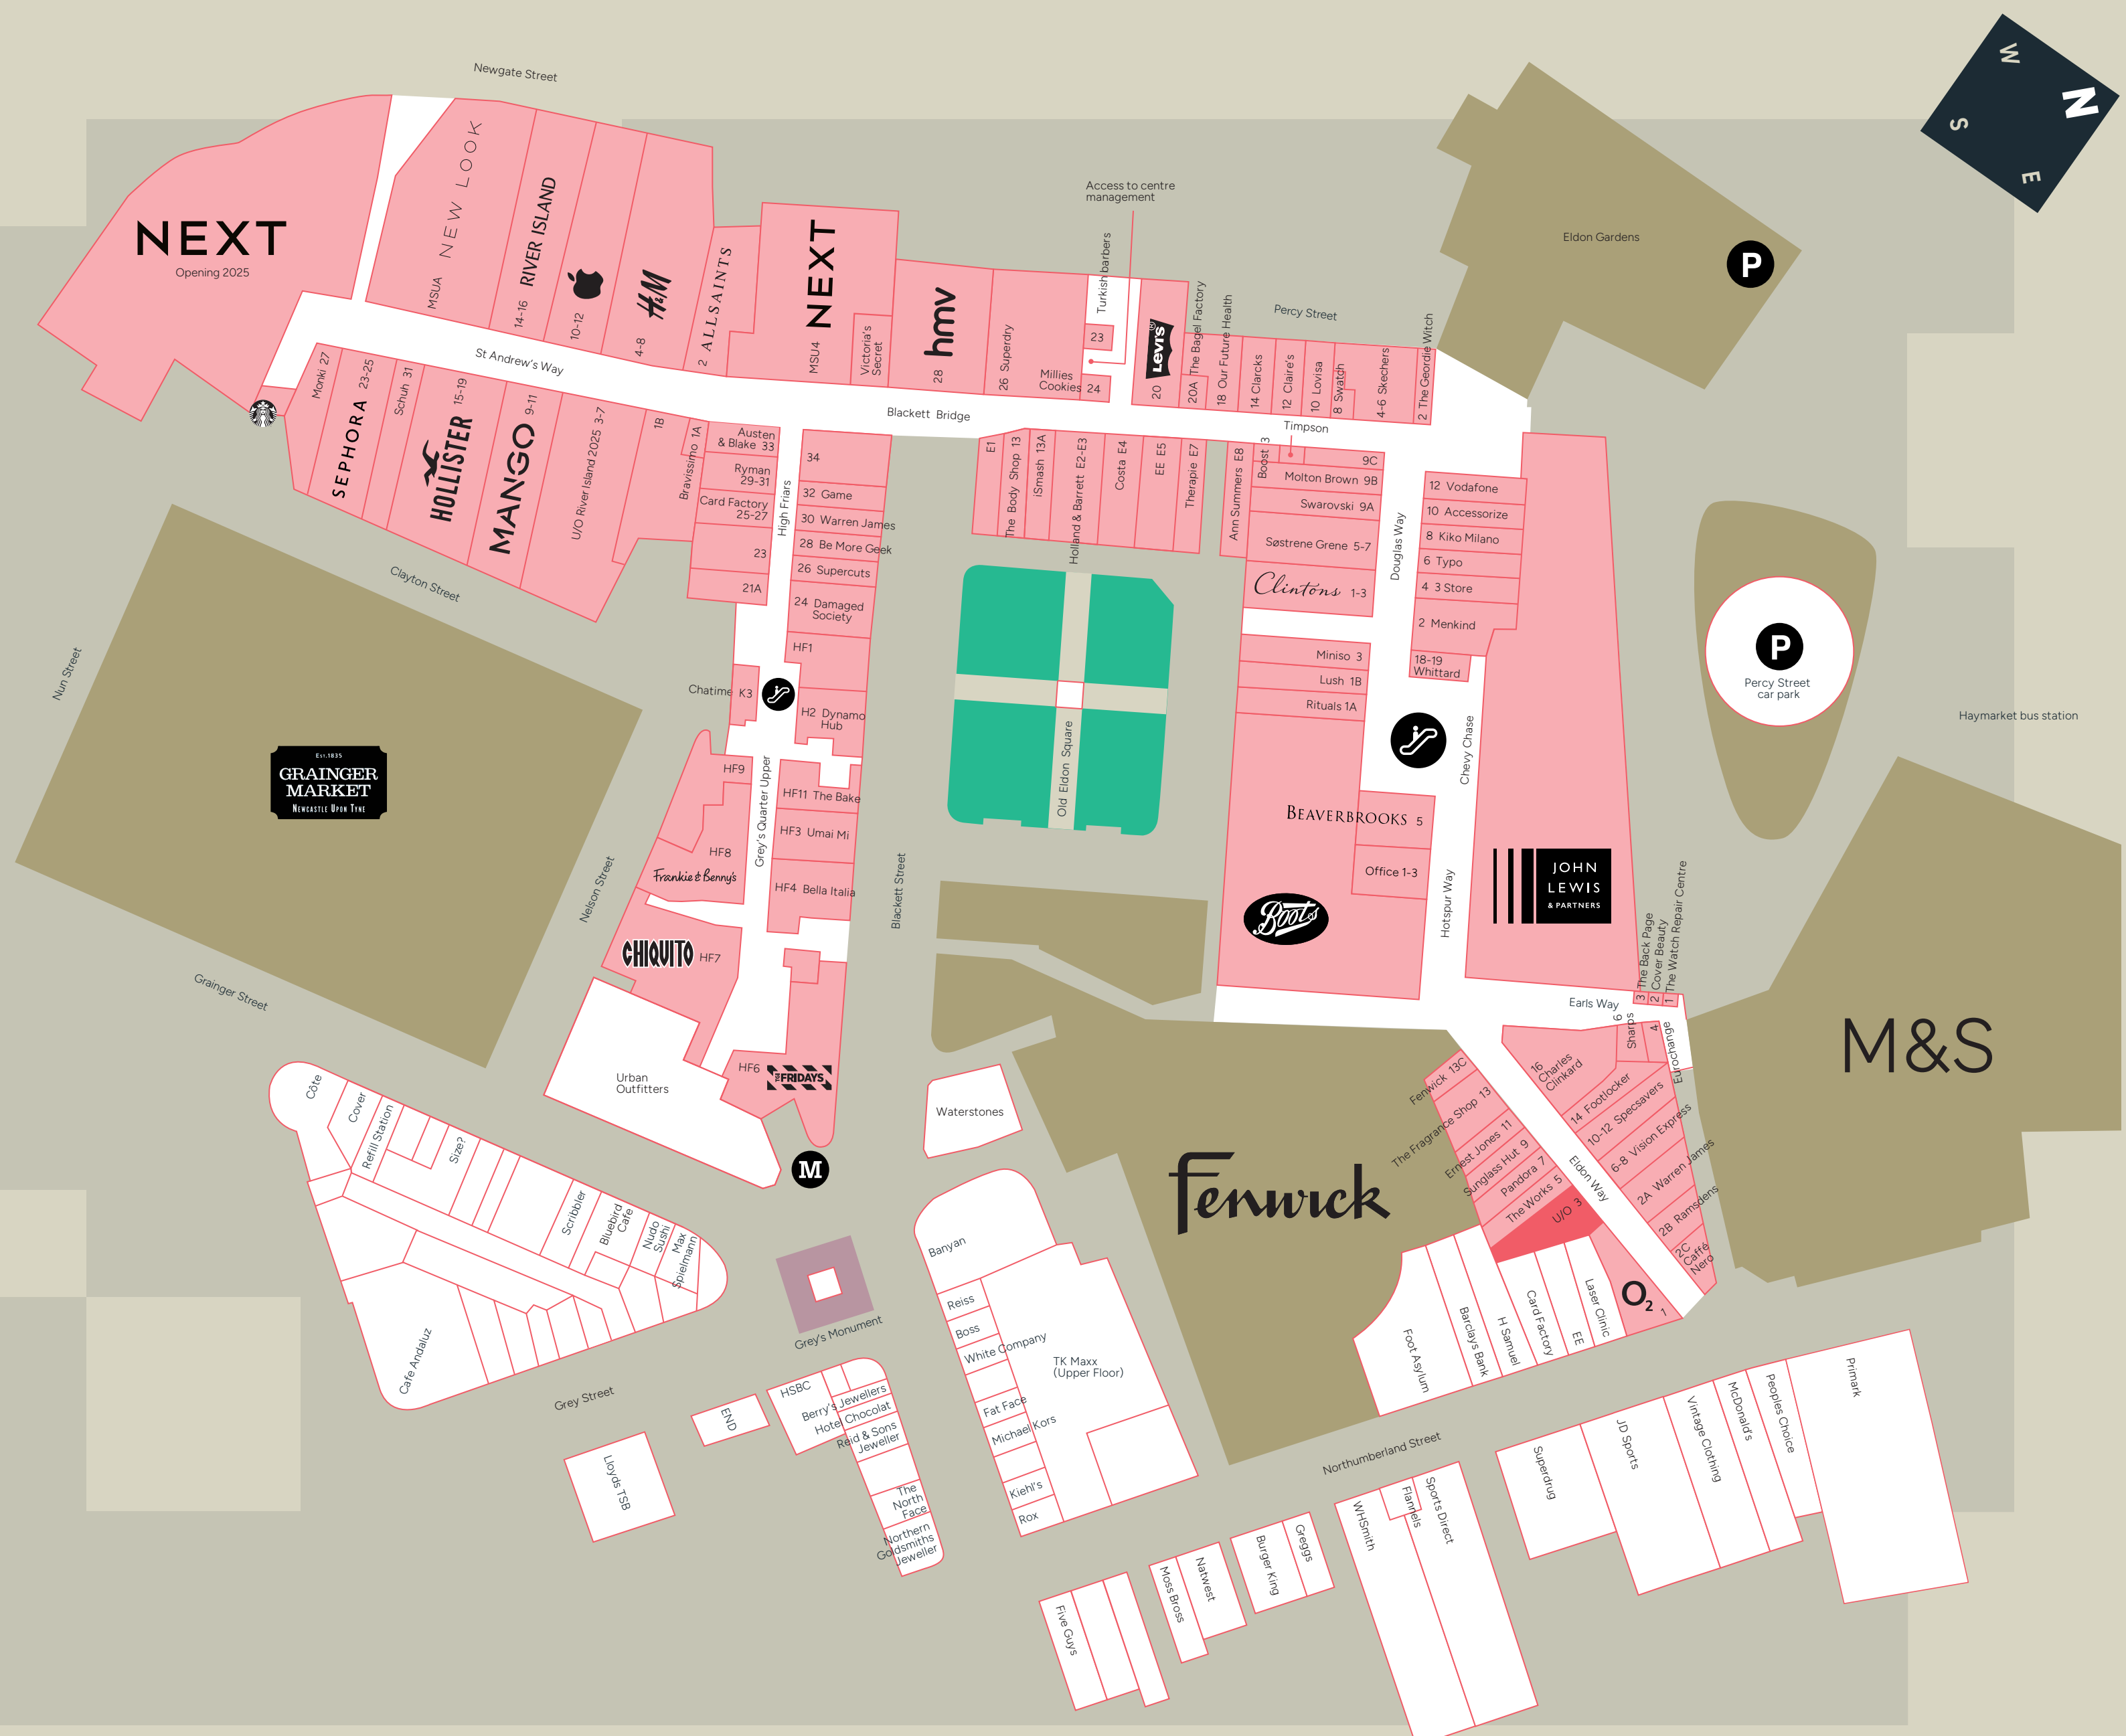 Newgate Street
W
N
S
E
NEXT
Opening 2025
MSUA NEW LOOK
14-16 RIVER ISLAND
10-12
4-8 H&M
2 ALLSAINTS
MSU4 NEXT
Victoria's
Secret
28 hmv
26 Superdry
Access to centre
management
Turkish barbers
23
Millies
Cookies 24
20 Levi's
20A The Bagel Factory
18 Our Future Health
14 Clarcks
12 Claire's
10 Lovisa
8 Swatch
4-6 Skechers
2 The Geordie Witch
Percy Street
Eldon Gardens
P
St Andrew's Way
Blackett Bridge
Timpson
Monki 27
SEPHORA 23-25
Schuh 31
HOLLISTER 15-19
MANGO 9-11
U/O River Island 2025 3-7
1B
Bravissimo 1A
Austen
& Blake 33
Ryman
29-31
Card Factory
25-27
23
21A
High Friars
34
32 Game
30 Warren James
28 Be More Geek
26 Supercuts
24 Damaged
Society
HF1
H2 Dynamo
Hub
Chatime K3
E1
The Body Shop 13
iSmash 13A
Holland & Barrett E2-E3
Costa E4
EE E5
Therapie E7
Ann Summers E8
Boost 3
9C
Molton Brown 9B
Swarovski 9A
Søstrene Grene 5-7
Clintons 1-3
Douglas Way
12 Vodafone
10 Accessorize
8 Kiko Milano
6 Typo
4 3 Store
2 Menkind
18-19
Whittard
Miniso 3
Lush 1B
Rituals 1A
Chevy Chase
P
Percy Street
car park
Haymarket bus station
Clayton Street
Nun Street
Est.1835
GRAINGER
MARKET
Newcastle Upon Tyne
Grainger Street
Nelson Street
HF9
Grey's Quarter Upper
HF8
Frankie & Benny's
HF11 The Bake
HF3 Umai Mi
HF4 Bella Italia
CHIQUITO HF7
HF6 FRIDAYS
Urban
Outfitters
M
Blackett Street
Old Eldon Square
BEAVERBROOKS 5
Office 1-3
Boots
Hotspur Way
JOHN
LEWIS
& PARTNERS
3 The Back Page
2 Cover Beauty
1 The Watch Repair Centre
Earls Way
M&S
16
Charles
Clinkard
6 Sharps
4 Eurochange
14 Footlocker
10-12 Specsavers
6-8 Vision Express
2A Warren James
2B Ramsdens
2C
Caffé
Nero
Eldon Way
Fenwick 13C
The Fragrance Shop 13
Ernest Jones 11
Sunglass Hut 9
Pandora 7
The Works 5
U/O 3
O2 1
Fenwick
Foot Asylum
Barclays Bank
H Samuel
Card Factory
EE
Laser Clinic
Waterstones
Banyan
Reiss
Boss
White Company
Fat Face
Michael Kors
Kiehl's
Rox
TK Maxx
(Upper Floor)
Côte
Cover
Refill Station
Size?
Scribbler
Bluebird
Cafe
Nudo
Sushi
Max
Spielmann
Cafe Andaluz
Grey's Monument
Grey Street
END
Lloyds TSB
HSBC
Berry's Jewellers
Hotel Chocolat
Reid & Sons
Jeweller
The
North
Face
Northern
Goldsmiths
Jeweller
Northumberland Street
Five Guys
Moss Bross
Natwest
Burger King
Greggs
WHSmith
Flannels
Sports Direct
Superdrug
JD Sports
Vintage Clothing
McDonald's
Peoples Choice
Primark